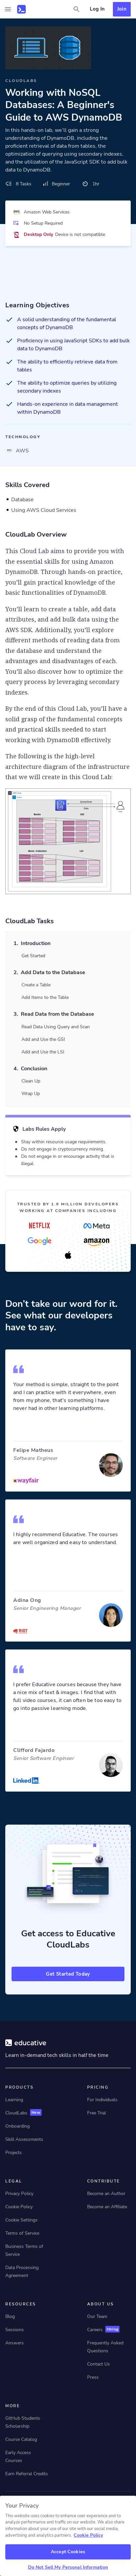 Log In
Join
CLOUDLABS
Working with NoSQL
Databases: A Beginner's
Guide to AWS DynamoDB
In this hands-on lab, we'll gain a strong
understanding of DynamoDB, including the
probability of retrieving records from tables,
optimization for querying using secondary indexes,
and the utilization of the JavaScript SDK to add bulk
data to DynamoDB.
8 Tasks
Beginner
1hr
Amazon Web Services
No Setup Required
Desktop Only Device is not compatible.
Learning Objectives
A solid understanding of the fundamental
concepts of DynamoDB
Proficiency in using JavaScript SDKs to add bulk
data to DynamoDB
The ability to efficiently retrieve data from
tables
The ability to optimize queries by utilizing
secondary indexes
Hands-on experience in data management
within DynamoDB
TECHNOLOGY
AWS
Skills Covered
Database
Using AWS Cloud Services
CloudLab Overview
This Cloud Lab aims to provide you with
the essential skills for using Amazon
DynamoDB. Through hands-on practice,
you'll gain practical knowledge of the
basic functionalities of DynamoDB.
You'll learn to create a table, add data
attributes, and add bulk data using the
AWS SDK. Additionally, you'll explore
different methods of extracting data
from the database to understand the
advantages and disadvantages of each.
You'll also discover how to optimize the
query process by leveraging secondary
indexes.
By the end of this Cloud Lab, you'll have a
clear grasp of the fundamental concepts
and practical skills needed to start
working with DynamoDB effectively.
The following is the high-level
architecture diagram of the infrastructure
that we will create in this Cloud Lab:
CloudLab Tasks
1. Introduction
Get Started
2. Add Data to the Database
Create a Table
Add Items to the Table
3. Read Data from the Database
Read Data Using Query and Scan
Add and Use the GSI
Add and Use the LSI
4. Conclusion
Clean Up
Wrap Up
Labs Rules Apply
Stay within resource usage requirements.
Do not engage in cryptocurrency mining.
Do not engage in or encourage activity that is
illegal.
TRUSTED BY 1.9 MILLION DEVELOPERS
WORKING AT COMPANIES INCLUDING
NETFLIX
Meta
Google
amazon
Don't take our word for it.
See what our developers
have to say.
Your method is simple, straight to the point
and I can practice with it everywhere, even
from my phone, that's something I have
never had on other learning platforms.
Felipe Matheus
Software Engineer
wayfair
I highly recommend Educative. The courses
are well organized and easy to understand.
Adina Ong
Senior Engineering Manager
I prefer Educative courses because they have
a nice mix of text & images. I find that with
full video courses, it can often be too easy to
fall into passive learning mode.
Clifford Fajardo
Senior Software Engineer
LinkedIn
Get access to Educative
CloudLabs
Get Started Today
educative
Learn in-demand tech skills in half the time
PRODUCTS
PRICING
Learning
For Individuals
CloudLabs New
Free Trial
Onboarding
Skill Assessments
Projects
LEGAL
CONTRIBUTE
Privacy Policy
Become an Author
Cookie Policy
Become an Affiliate
Cookie Settings
Terms of Service
Business Terms of
Service
Data Processing
Agreement
RESOURCES
ABOUT US
Blog
Our Team
Sessions
Careers Hiring
Answers
Frequently Asked
Questions
Contact Us
Press
MORE
GitHub Students
Scholarship
Course Catalog
Early Access
Courses
Earn Referral Credits
Your Privacy
The website uses cookies to enhance user experience and to
analyze performance and traffic on our website. We also share
information about your use of our site with our social media,
advertising and analytics partners. Cookie Policy
Accept Cookies
Do Not Sell My Personal Information